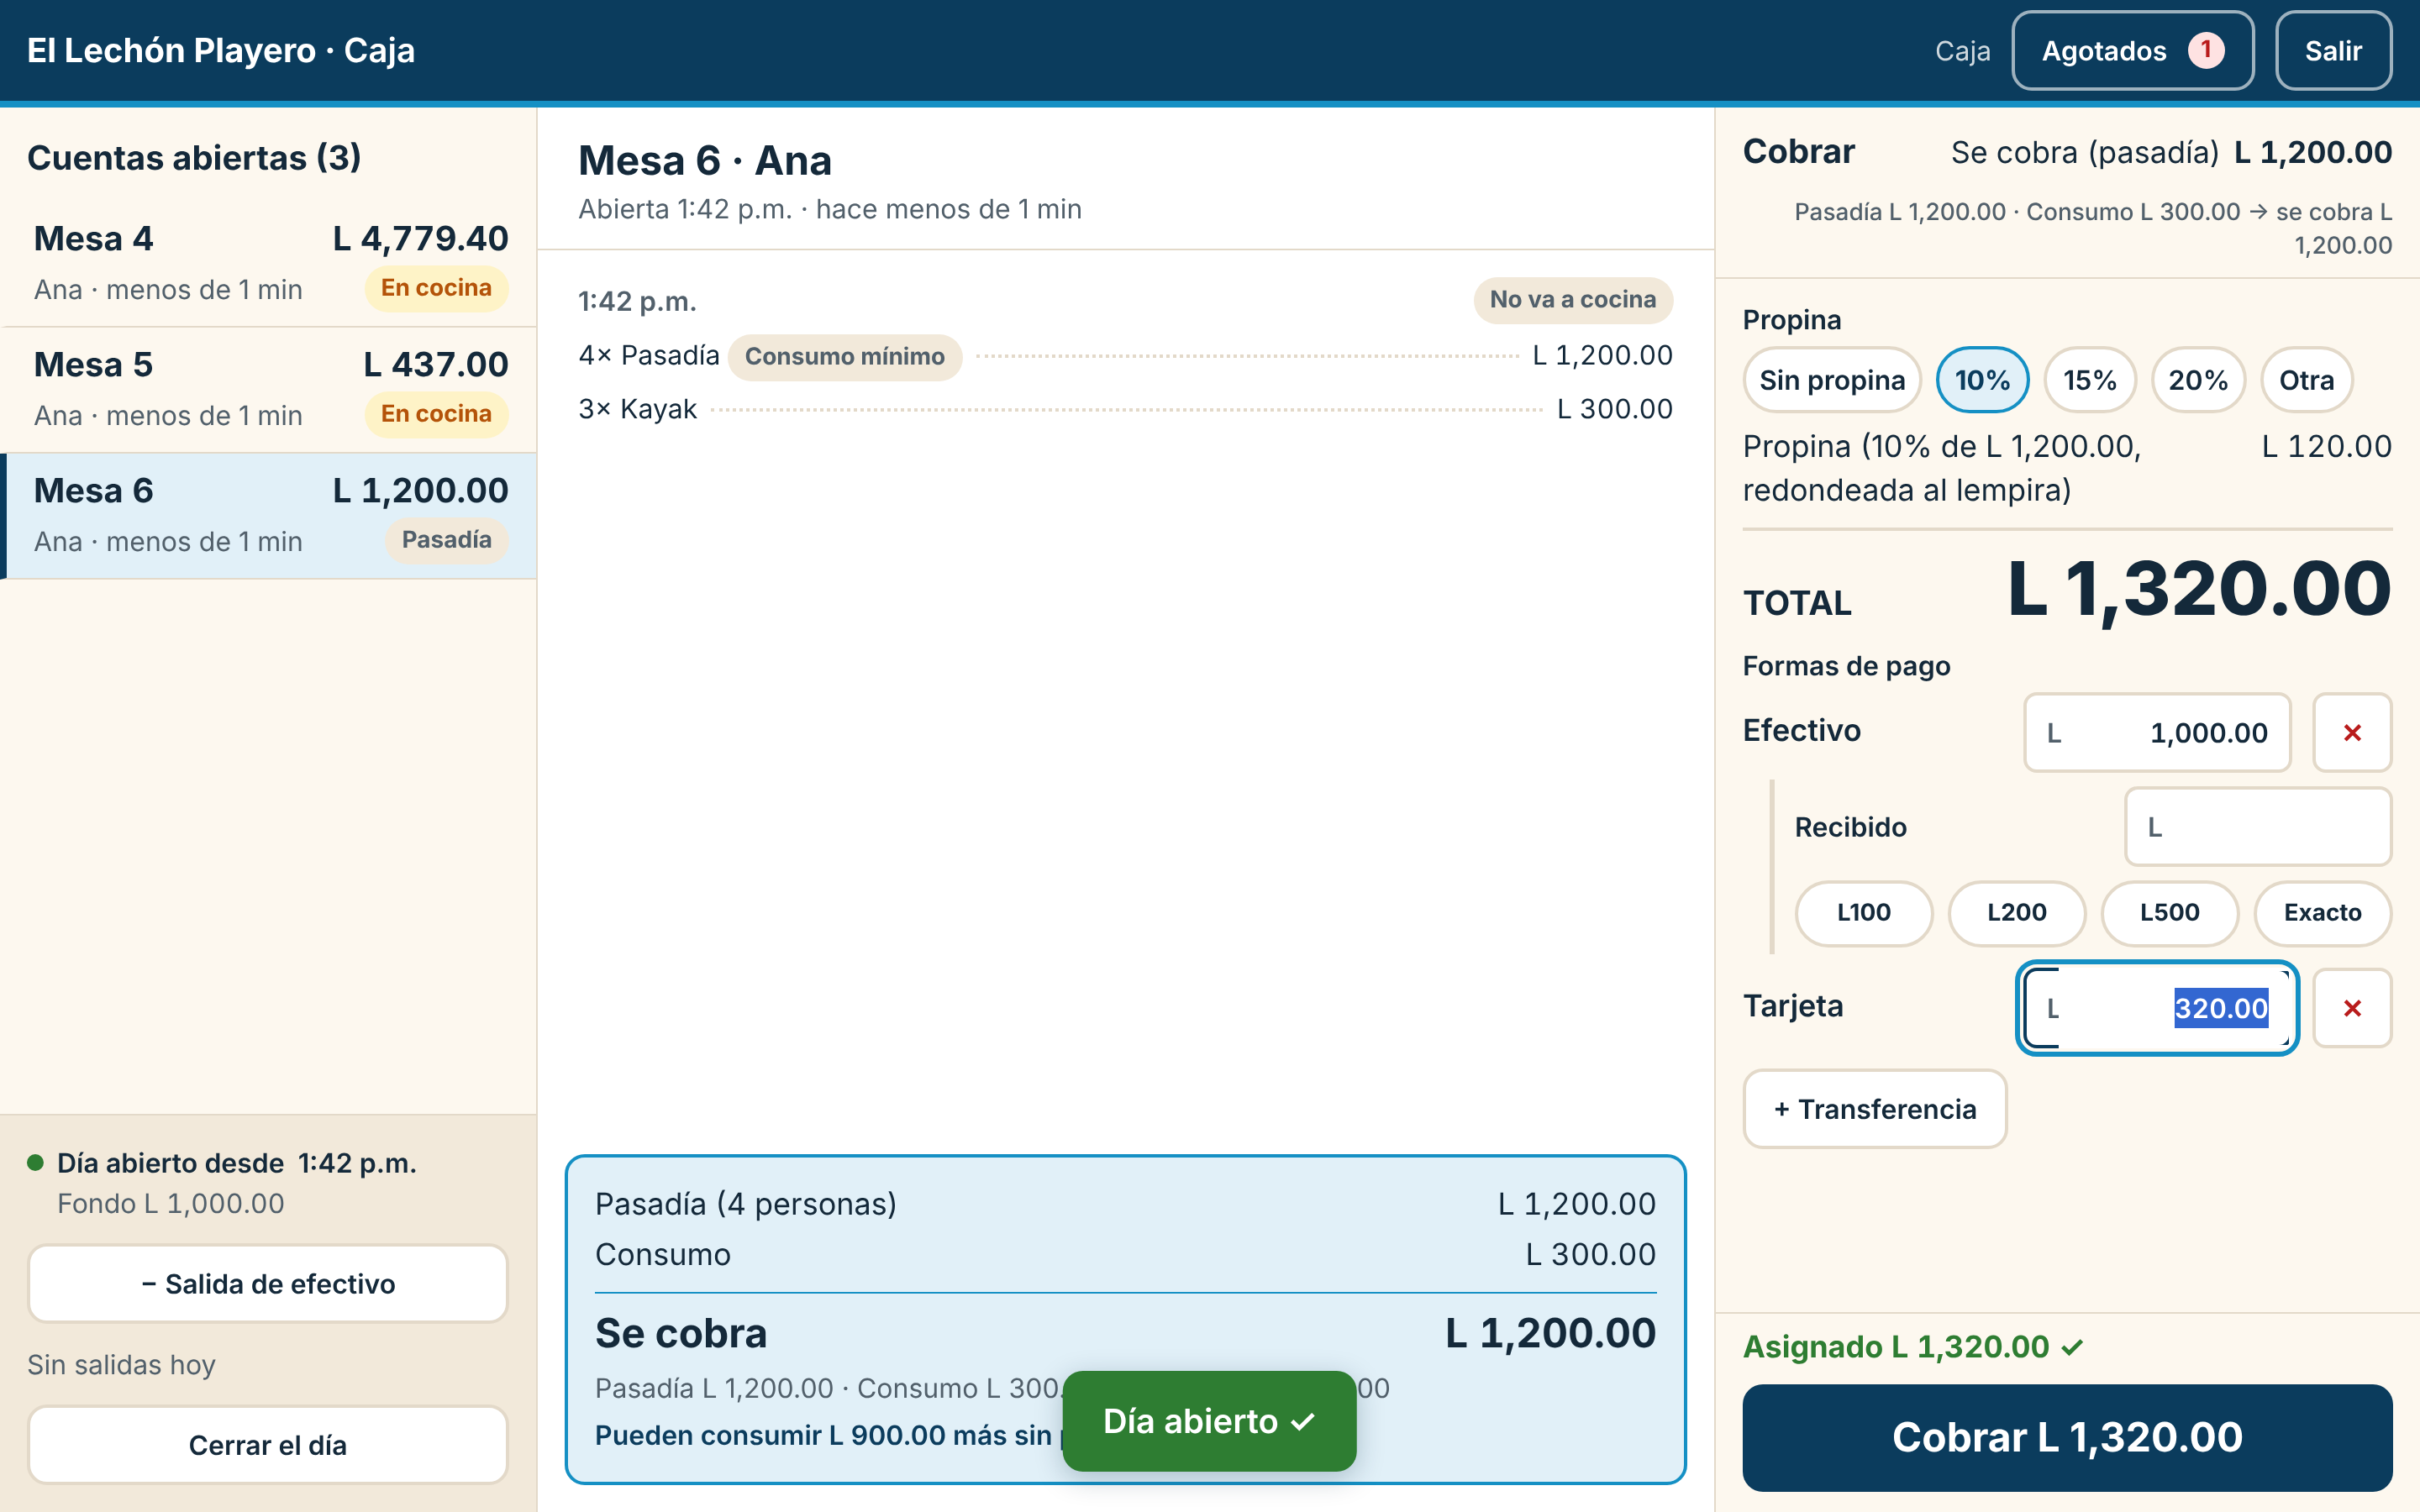 El Lechón Playero · Caja
Caja
Agotados 1
Salir
Cuentas abiertas (3)
Mesa 4 L 4,779.40
Ana · menos de 1 min En cocina
Mesa 5 L 437.00
Ana · menos de 1 min En cocina
Mesa 6 L 1,200.00
Ana · menos de 1 min Pasadía
Día abierto desde 1:42 p.m.
Fondo L 1,000.00
− Salida de efectivo
Sin salidas hoy
Cerrar el día
Mesa 6 · Ana
Abierta 1:42 p.m. · hace menos de 1 min
1:42 p.m. No va a cocina
4× Pasadía Consumo mínimo L 1,200.00
3× Kayak L 300.00
Pasadía (4 personas) L 1,200.00
Consumo L 300.00
Se cobra L 1,200.00
Pasadía L 1,200.00 · Consumo L 300. 00
Pueden consumir L 900.00 más sin
Día abierto ✓
Cobrar Se cobra (pasadía) L 1,200.00
Pasadía L 1,200.00 · Consumo L 300.00 → se cobra L
1,200.00
Propina
Sin propina 10% 15% 20% Otra
Propina (10% de L 1,200.00, L 120.00
redondeada al lempira)
TOTAL L 1,320.00
Formas de pago
Efectivo L 1,000.00 ×
Recibido L
L100 L200 L500 Exacto
Tarjeta L 320.00 ×
+ Transferencia
Asignado L 1,320.00 ✓
Cobrar L 1,320.00